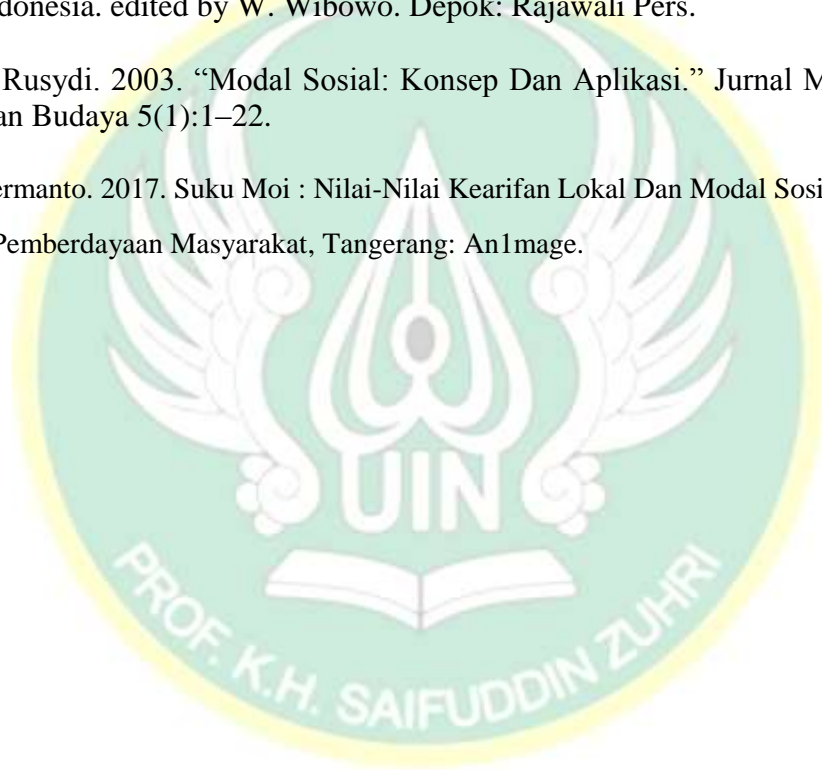 donesia. edited by W. Wibowo. Depok: Rajawali Pers.
Rusydi. 2003. “Modal Sosial: Konsep Dan Aplikasi.” Jurnal M
an Budaya 5(1):1–22.
ermanto. 2017. Suku Moi : Nilai-Nilai Kearifan Lokal Dan Modal Sosi
Pemberdayaan Masyarakat, Tangerang: An1mage.
UIN
PROF. K.H. SAIFUDDIN ZUHRI